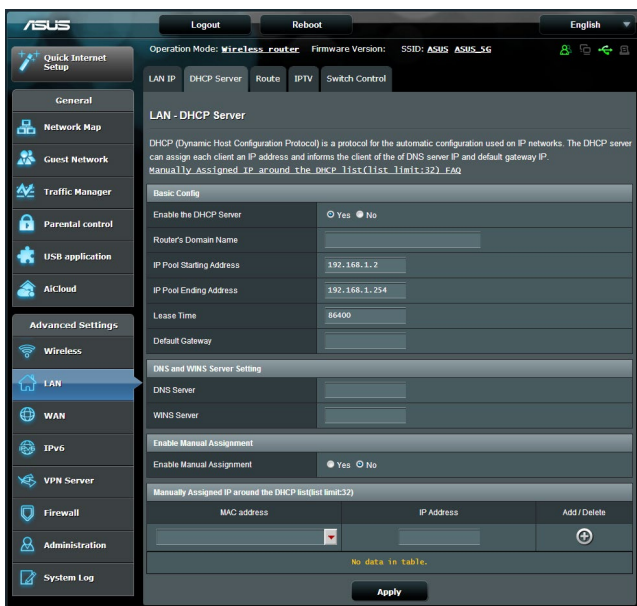 ASUS
Logout
Reboot
English
Quick Internet
Setup
Operation Mode: Wireless router Firmware Version: SSID: ASUS ASUS_5G
LAN IP
DHCP Server
Route
IPTV
Switch Control
General
Network Map
Guest Network
Traffic Manager
Parental control
USB application
AiCloud
Advanced Settings
Wireless
LAN
WAN
IPv6
VPN Server
Firewall
Administration
System Log
LAN - DHCP Server
DHCP (Dynamic Host Configuration Protocol) is a protocol for the automatic configuration used on IP networks. The DHCP server
can assign each client an IP address and informs the client of the of DNS server IP and default gateway IP.
Manually Assigned IP around the DHCP list(list limit:32) FAQ
Basic Config
Enable the DHCP Server Yes No
Router's Domain Name
IP Pool Starting Address 192.168.1.2
IP Pool Ending Address 192.168.1.254
Lease Time 86400
Default Gateway
DNS and WINS Server Setting
DNS Server
WINS Server
Enable Manual Assignment
Enable Manual Assignment Yes No
Manually Assigned IP around the DHCP list(list limit:32)
MAC address IP Address Add / Delete
No data in table.
Apply